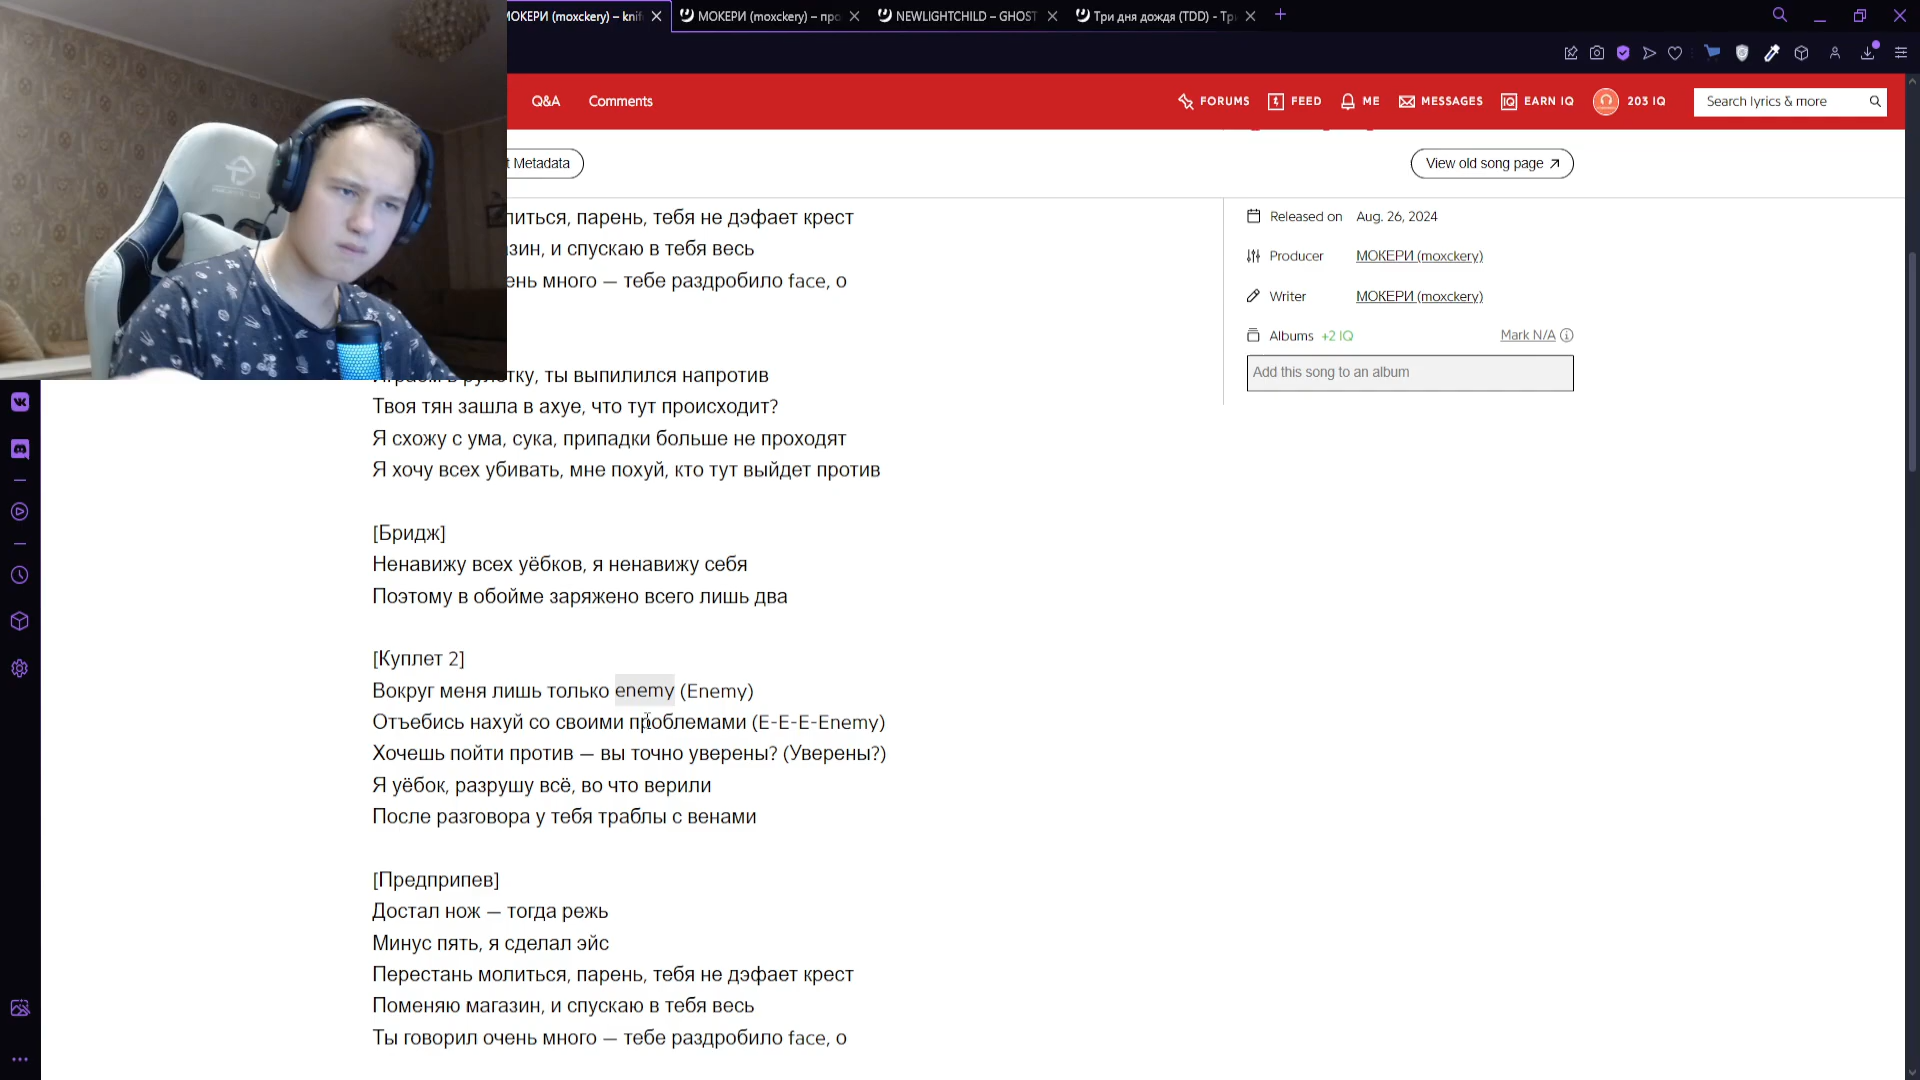 МОКЕРИ (moxckery) – knif
МОКЕРИ (moxckery) – про
NEWLIGHTCHILD – GHOST
Три дня дождя (TDD) - Тр
Q&A
Comments
FORUMS
FEED
ME
MESSAGES
EARN IQ
203 IQ
Search lyrics & more
t Metadata
View old song page
литься, парень, тебя не дэфает крест
зин, и спускаю в тебя весь
ень много — тебе раздробило face, о
Играем в рулетку, ты выпилился напротив
Твоя тян зашла в ахуе, что тут происходит?
Я схожу с ума, сука, припадки больше не проходят
Я хочу всех убивать, мне похуй, кто тут выйдет против
[Бридж]
Ненавижу всех уёбков, я ненавижу себя
Поэтому в обойме заряжено всего лишь два
[Куплет 2]
Вокруг меня лишь только enemy (Enemy)
Отъебись нахуй со своими проблемами (E-E-E-Enemy)
Хочешь пойти против — вы точно уверены? (Уверены?)
Я уёбок, разрушу всё, во что верили
После разговора у тебя траблы с венами
[Предприпев]
Достал нож — тогда режь
Минус пять, я сделал эйс
Перестань молиться, парень, тебя не дэфает крест
Поменяю магазин, и спускаю в тебя весь
Ты говорил очень много — тебе раздробило face, о
Released on Aug. 26, 2024
Producer МОКЕРИ (moxckery)
Writer МОКЕРИ (moxckery)
Albums +2 IQ Mark N/A
Add this song to an album